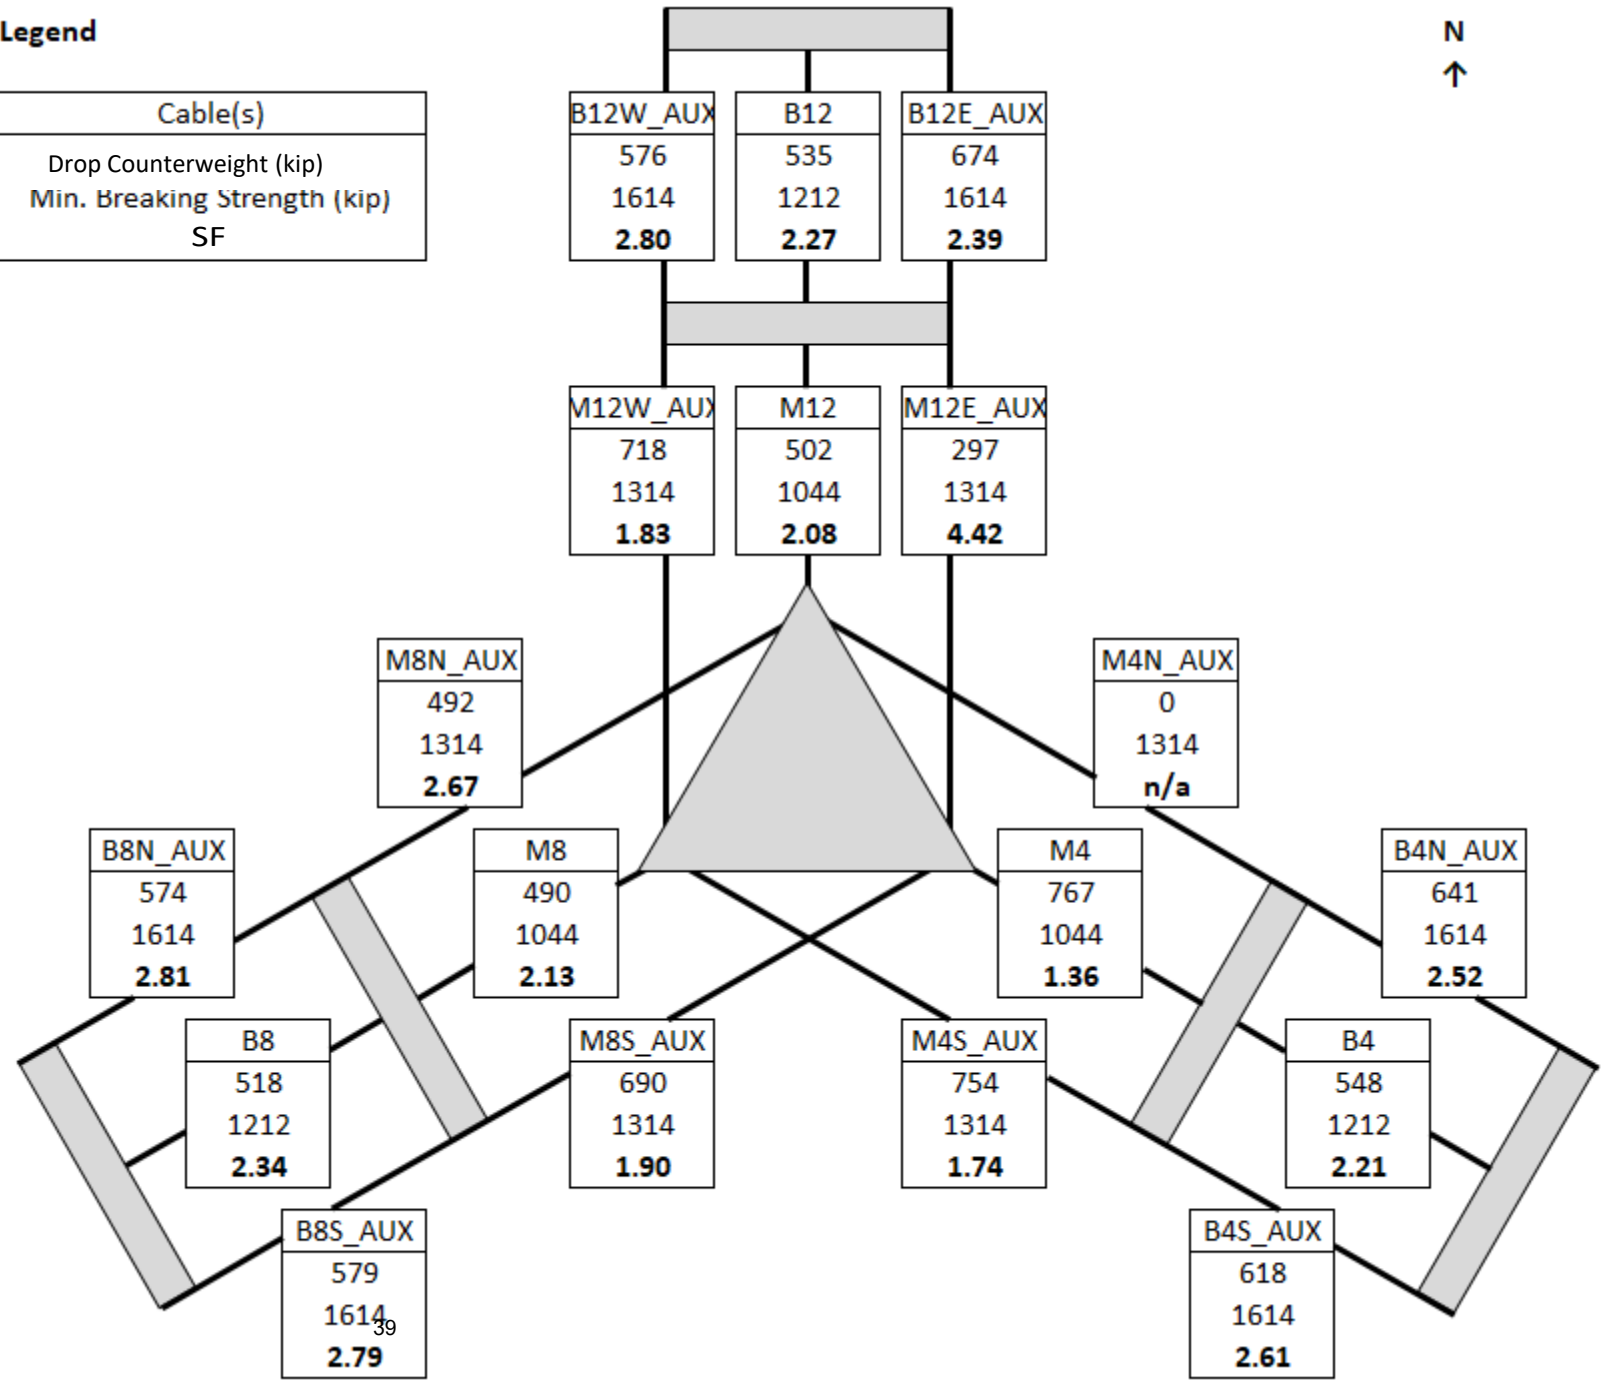 Legend
N
↑
Cable(s)
Drop Counterweight (kip)
Min. Breaking Strength (kip)
SF
B12W_AUX
576
1614
2.80
B12
535
1212
2.27
B12E_AUX
674
1614
2.39
M12W_AUX
718
1314
1.83
M12
502
1044
2.08
M12E_AUX
297
1314
4.42
M8N_AUX
492
1314
2.67
M4N_AUX
0
1314
n/a
B8N_AUX
574
1614
2.81
M8
490
1044
2.13
M4
767
1044
1.36
B4N_AUX
641
1614
2.52
B8
518
1212
2.34
M8S_AUX
690
1314
1.90
M4S_AUX
754
1314
1.74
B4
548
1212
2.21
B8S_AUX
579
1614
2.79
39
B4S_AUX
618
1614
2.61